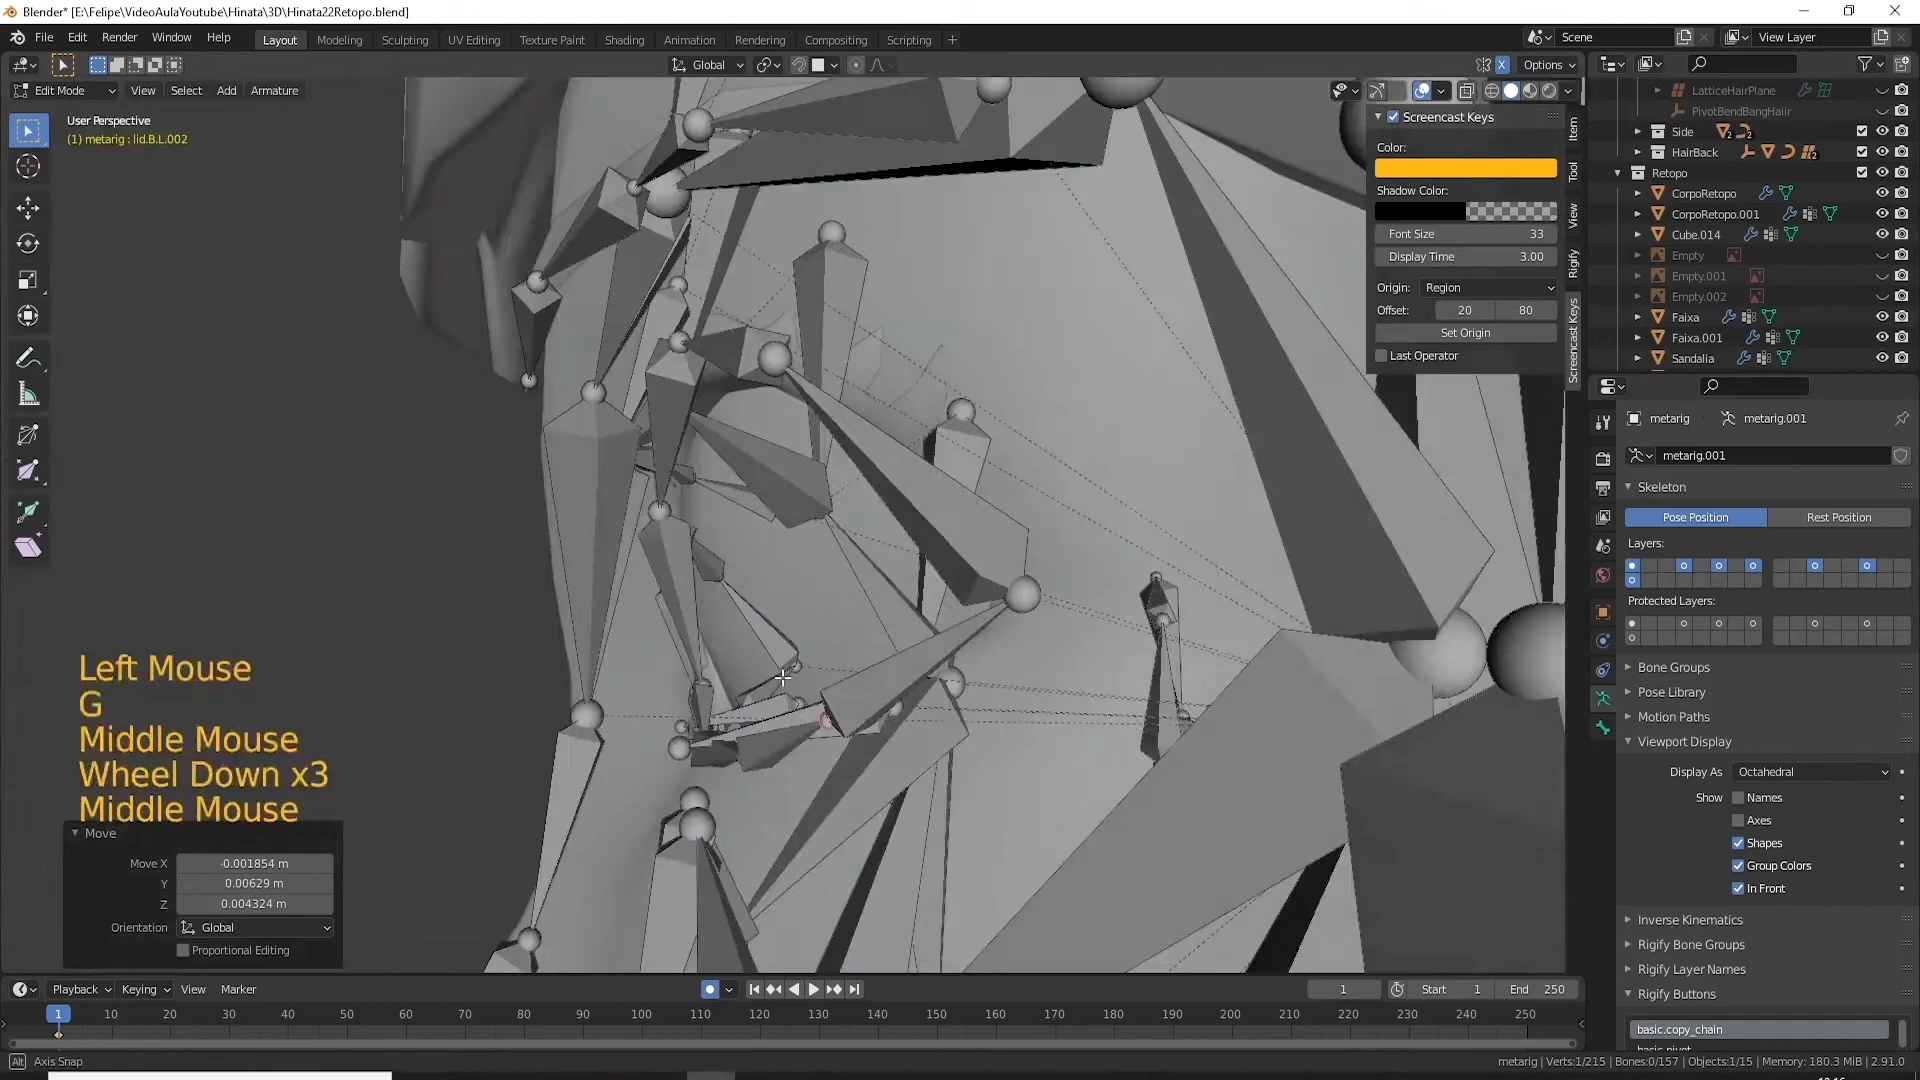 Blender* [E:\Felipe\VideoAulaYoutube\Hinata\3D\Hinata22Retopo.blend]
File Edit Render Window Help Layout Modeling Sculpting UV Editing Texture Paint Shading Animation Rendering Compositing Scripting + Scene View Layer
Global Options
Edit Mode View Select Add Armature
User Perspective
(1) metarig : lid.B.L.002
Screencast Keys
Color:
Shadow Color:
Font Size 33
Display Time 3.00
Origin: Region
Offset: 20 80
Set Origin
Last Operator
Item
Tool
View
Rigify
Screencast Keys
LatticeHairPlane
PivotBendBangHaiir
Side 2 2
HairBack 2
Retopo
CorpoRetopo
CorpoRetopo.001
Cube.014
Empty
Empty.001
Empty.002
Faixa
Faixa.001
Sandalia
metarig metarig.001
metarig.001
Skeleton
Pose Position Rest Position
Layers:
Protected Layers:
Bone Groups
Pose Library
Motion Paths
Viewport Display
Display As Octahedral
Show Names
Axes
Shapes
Group Colors
In Front
Inverse Kinematics
Rigify Bone Groups
Rigify Layer Names
Rigify Buttons
basic.copy_chain
basic.pivot
Left Mouse
G
Middle Mouse
Wheel Down x3
Middle Mouse
Move
Move X -0.001854 m
Y 0.00629 m
Z 0.004324 m
Orientation Global
Proportional Editing
Playback Keying View Marker 1 Start 1 End 250
1 10 20 30 40 50 60 70 80 90 100 110 120 130 140 150 160 170 180 190 200 210 220 230 240 250
Alt Axis Snap
metarig | Verts:1/215 | Bones:0/157 | Objects:1/15 | Memory: 180.3 MiB | 2.91.0